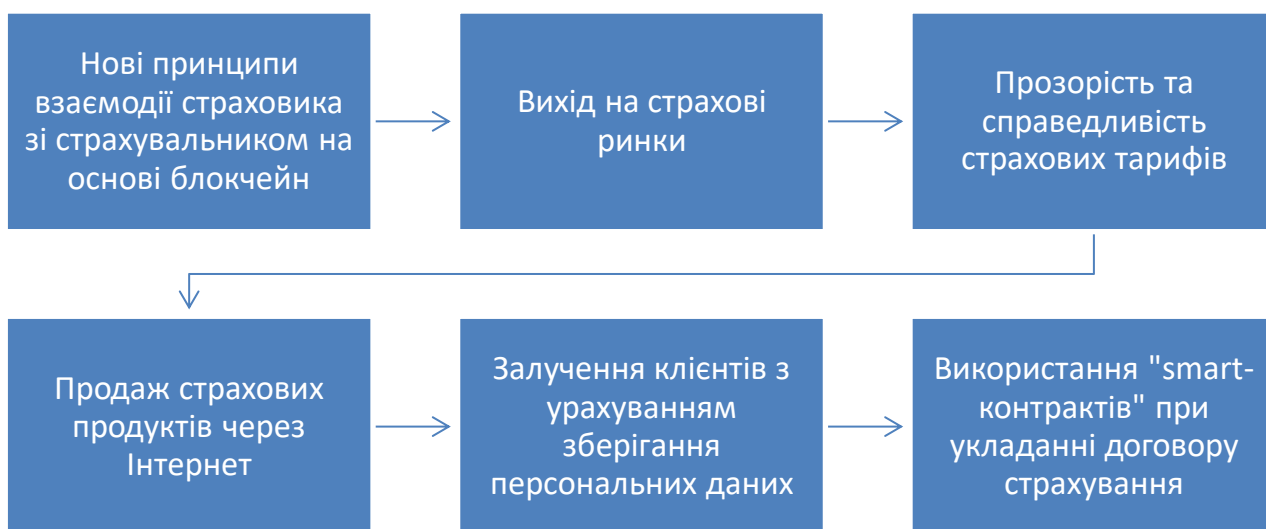 Нові принципи
взаємодії страховика
зі страхувальником на
основі блокчейн
Вихід на страхові
ринки
Прозорість та
справедливість
страхових тарифів
Продаж страхових
продуктів через
Інтернет
Залучення клієнтів з
урахуванням
зберігання
персональних даних
Використання "smart-
контрактів" при
укладанні договору
страхування